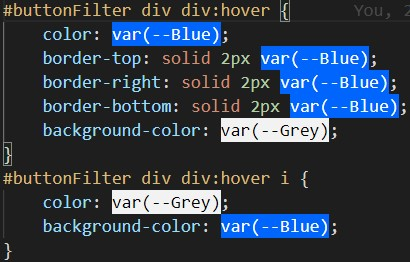 #buttonFilter div div:hover { You, 2
color: var(--Blue);
border-top: solid 2px var(--Blue);
border-right: solid 2px var(--Blue);
border-bottom: solid 2px var(--Blue);
background-color: var(--Grey);
}
#buttonFilter div div:hover i {
color: var(--Grey);
background-color: var(--Blue);
}